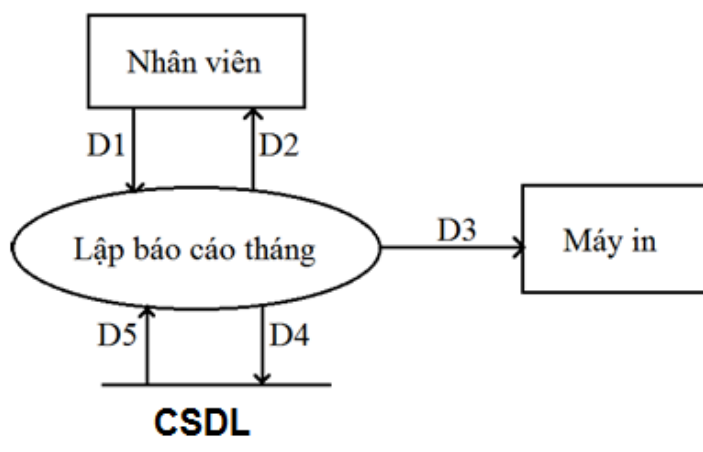 Nhân viên
D1
D2
Lập báo cáo tháng
D3
Máy in
D5
D4
CSDL